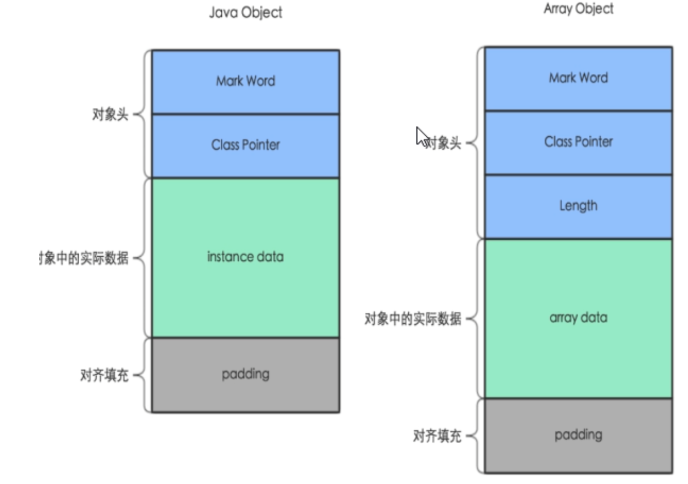 Java Object
Mark Word
对象头
Class Pointer
对象中的实际数据
instance data
对齐填充
padding
Array Object
Mark Word
对象头
Class Pointer
Length
对象中的实际数据
array data
对齐填充
padding